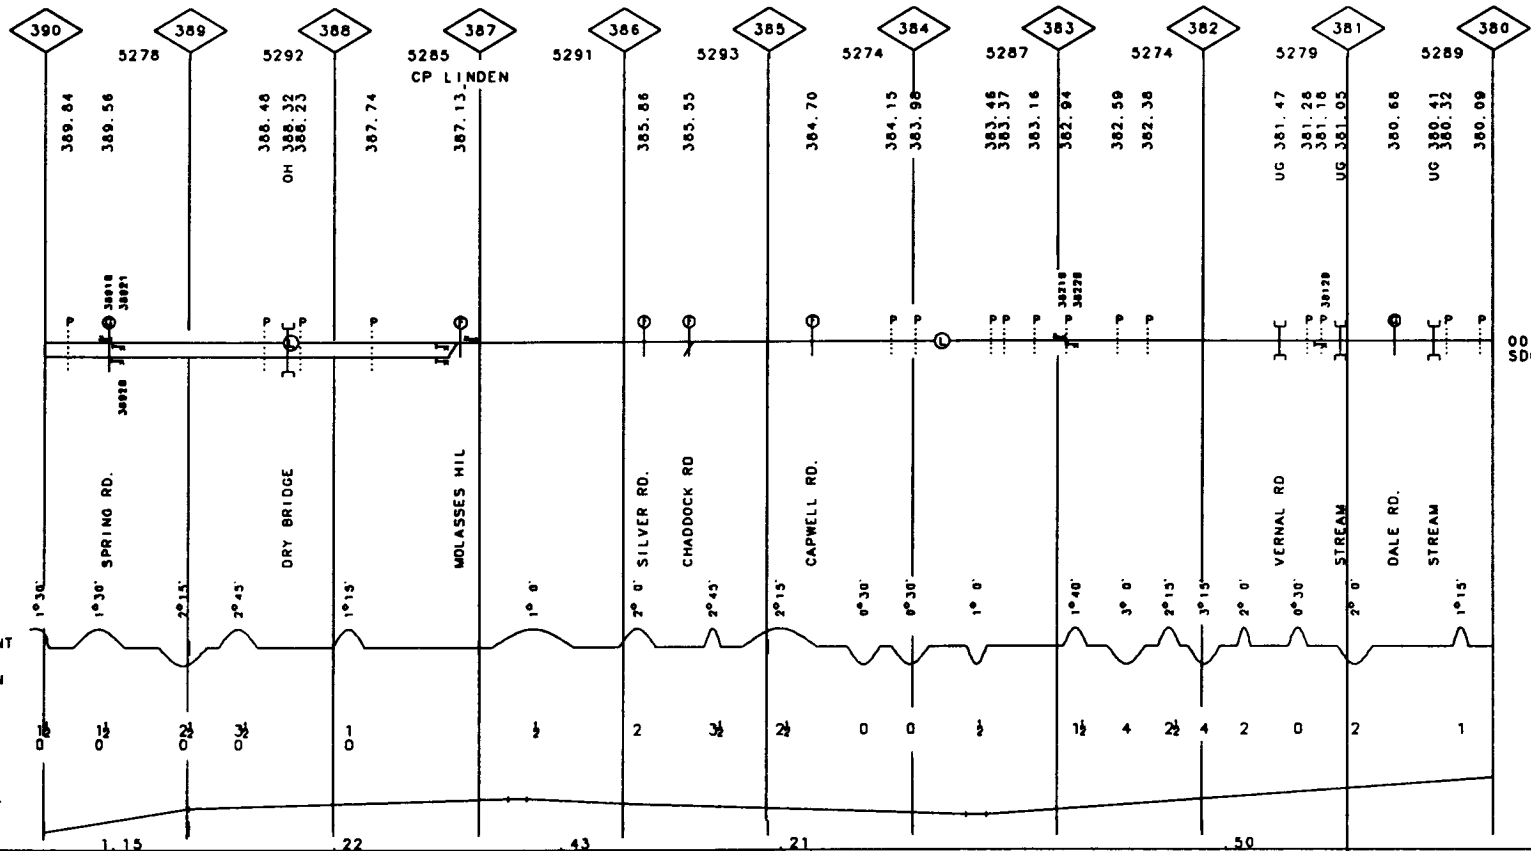 390 389 388 387 386 385 384 383 382 381 380
5278 5292 5285 5291 5293 5274 5287 5274 5279 5289
CP LINDEN
389.84
389.56
388.48
OH 388.32
388.23
387.74
387.13
385.86
385.55
384.70
384.15
383.98
383.46
383.37
383.16
382.94
382.59
382.38
UG 381.47
381.28
381.18
UG 381.05
380.68
UG 380.41
380.32
380.09
38921
38928
P P P P P P P P P P P P P P P P
L L
SPRING RD.
DRY BRIDGE
MOLASSES HIL
SILVER RD.
CHADDOCK RD
CAPWELL RD.
VERNAL RD
STREAM
DALE RD.
STREAM
1° 30' 1° 30' 2° 15' 2° 45' 1° 15' 1° 0' 2° 0' 2° 45' 2° 15' 0° 30' 0° 30' 1° 0' 1° 40' 3° 0' 2° 15' 3° 15' 2° 0' 0° 30' 2° 0' 1° 15'
NT
1½ 1½ 2½ 3½ 1 ½ 2 3½ 2½ 0 0 ½ 1½ 4 2½ 4 2 0 2 1
0 0 0 0 0
1.15 .22 .43 .21 .50